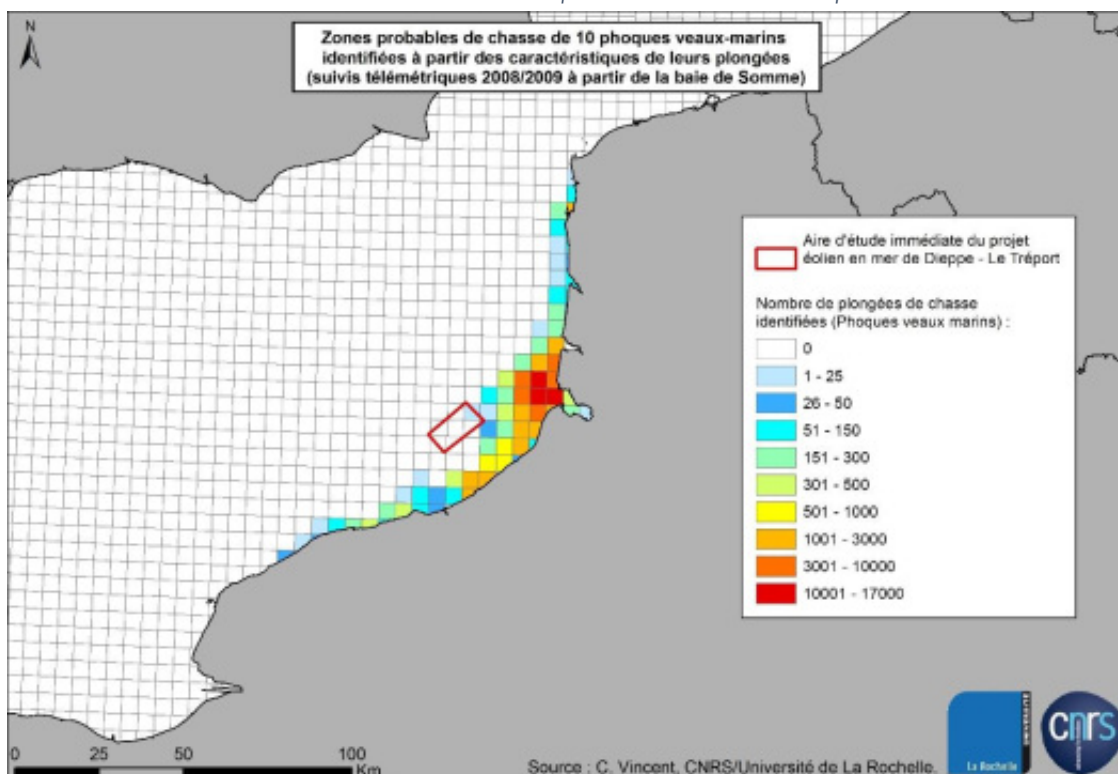 N
Zones probables de chasse de 10 phoques veaux-marins
identifiées à partir des caractéristiques de leurs plongées
(suivis télémétriques 2008/2009 à partir de la baie de Somme)
Aire d'étude immédiate du projet
éolien en mer de Dieppe - Le Tréport
Nombre de plongées de chasse
identifiées (Phoques veaux marins) :
0
1 - 25
26 - 50
51 - 150
151 - 300
301 - 500
501 - 1000
1001 - 3000
3001 - 10000
10001 - 17000
0 25 50 100
Km
Source : C. Vincent, CNRS/Université de La Rochelle.
La Rochelle
UNIVERSITÉ
cnrs